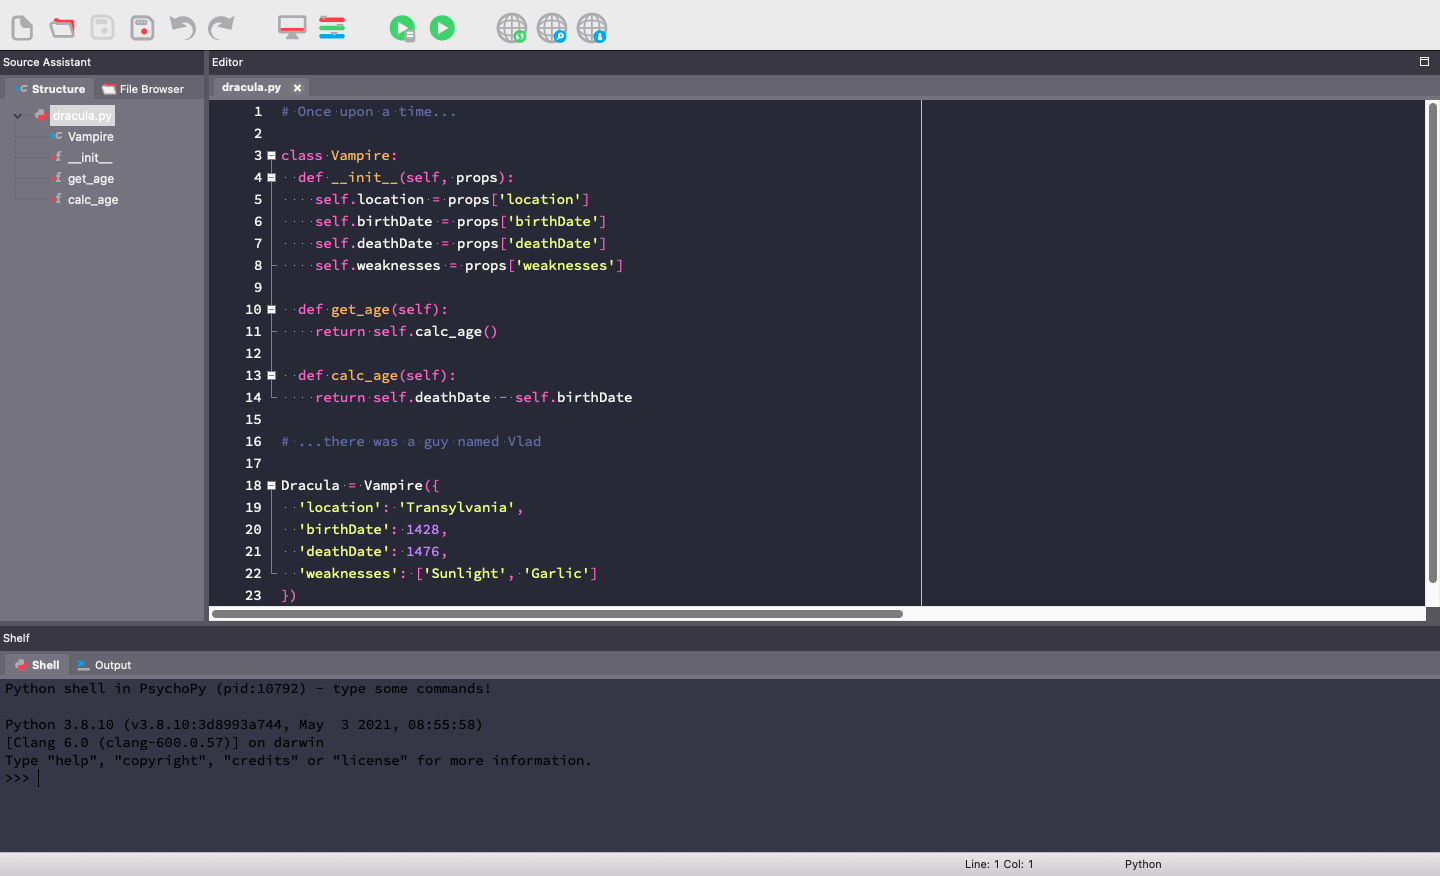 Source Assistant
Editor
Structure
File Browser
dracula.py
dracula.py
Vampire
__init__
get_age
calc_age
1 # Once upon a time...
2
3 class Vampire:
4   def __init__(self, props):
5     self.location = props['location']
6     self.birthDate = props['birthDate']
7     self.deathDate = props['deathDate']
8     self.weaknesses = props['weaknesses']
9
10   def get_age(self):
11     return self.calc_age()
12
13   def calc_age(self):
14     return self.deathDate - self.birthDate
15
16 # ...there was a guy named Vlad
17
18 Dracula = Vampire({
19   'location': 'Transylvania',
20   'birthDate': 1428,
21   'deathDate': 1476,
22   'weaknesses': ['Sunlight', 'Garlic']
23 })
Shelf
Shell
Output
Python shell in PsychoPy (pid:10792) - type some commands!
Python 3.8.10 (v3.8.10:3d8993a744, May  3 2021, 08:55:58)
[Clang 6.0 (clang-600.0.57)] on darwin
Type "help", "copyright", "credits" or "license" for more information.
>>>
Line: 1 Col: 1
Python